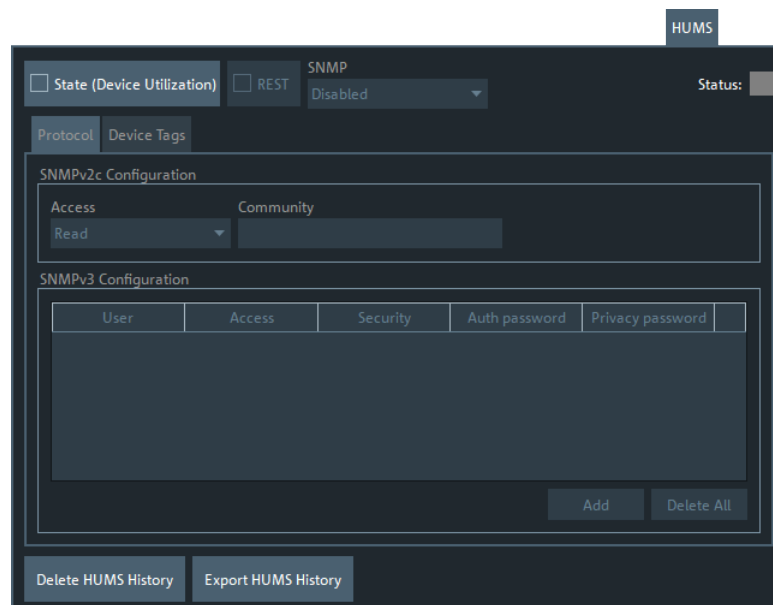 HUMS
State (Device Utilization)
REST
SNMP
Disabled
Status:
Protocol
Device Tags
SNMPv2c Configuration
Access
Community
Read
SNMPv3 Configuration
User
Access
Security
Auth password
Privacy password
Add
Delete All
Delete HUMS History
Export HUMS History